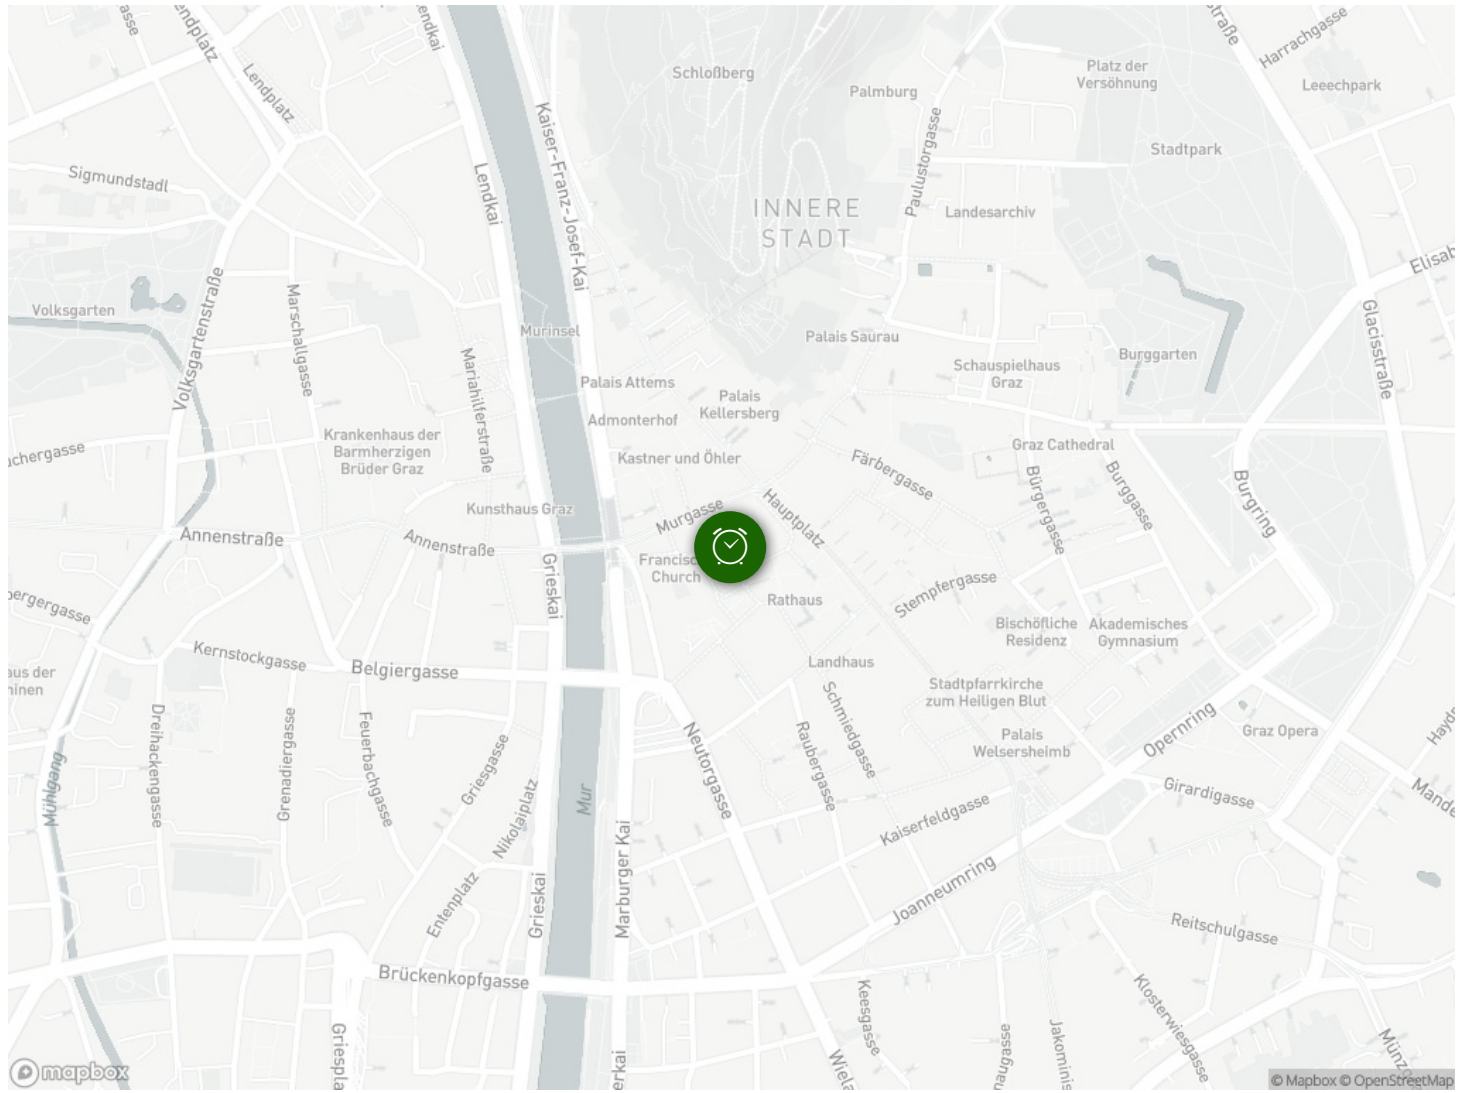 Lendplatz
Lendkai
Schloßberg
Palmburg
Platz der
Versöhnung
Harrachgasse
Leeechpark
Lendplatz
Kaiser-Franz-Josef-Kai
Paulustorgasse
Stadtpark
Sigmundstadl
Lendkai
INNERE
STADT
Landesarchiv
Volksgarten
Volksgartenstraße
Marschallgasse
Murinsel
Palais Saurau
Burggarten
Glacisstraße
Mariahilferstraße
Palais Attems
Schauspielhaus
Graz
Palais
Kellersberg
Admonterhof
Krankenhaus der
Barmherzigen
Brüder Graz
Kastner und Öhler
Färbergasse
Graz Cathedral
Bürgergasse
Burggasse
Burgring
Kunsthaus Graz
Murgasse
Hauptplatz
Annenstraße
Annenstraße
Grieskai
Church
Rathaus
Stempfergasse
Bischöfliche
Residenz
Akademisches
Gymnasium
Kernstockgasse
Belgiergasse
Landhaus
Stadtpfarrkirche
zum Heiligen Blut
Schmiedgasse
Dreihackengasse
Grenadiergasse
Feuerbachgasse
Griesgasse
Neutorgasse
Raubergasse
Palais
Welsersheimb
Opernring
Graz Opera
Mühlgang
Nikolaiplatz
Mur
Kaiserfeldgasse
Girardigasse
Marburger Kai
Entenplatz
Grieskai
Joanneumring
Reitschulgasse
Brückenkopfgasse
Keesgasse
Klosterwiesgasse
mapbox
© Mapbox © OpenStreetMap